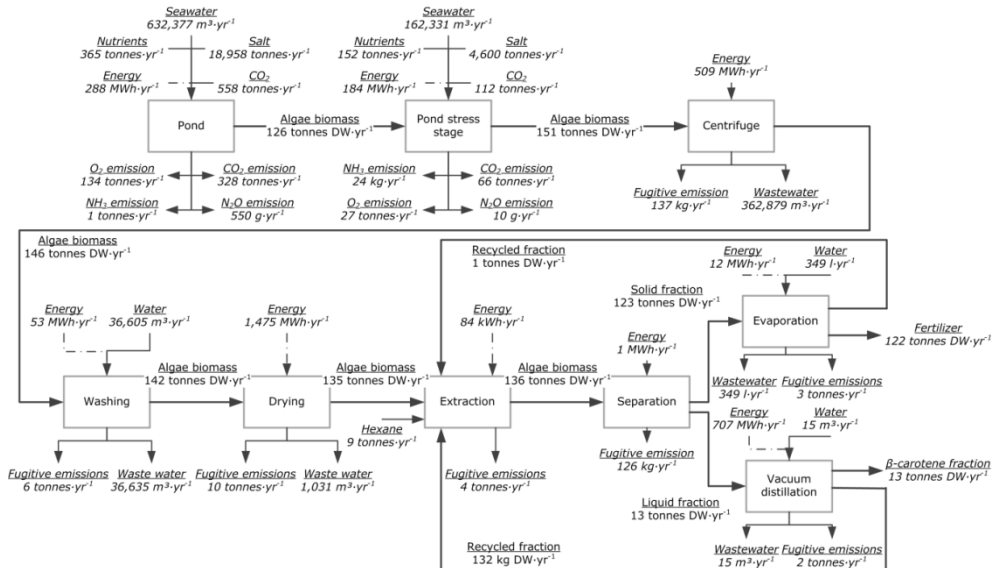 Seawater
632,377 m³·yr⁻¹
Nutrients
365 tonnes·yr⁻¹
Salt
18,958 tonnes·yr⁻¹
Energy
288 MWh·yr⁻¹
CO₂
558 tonnes·yr⁻¹
Pond
O₂ emission
134 tonnes·yr⁻¹
CO₂ emission
328 tonnes·yr⁻¹
NH₃ emission
1 tonnes·yr⁻¹
N₂O emission
550 g·yr⁻¹
Algae biomass
126 tonnes DW·yr⁻¹
Seawater
162,331 m³·yr⁻¹
Nutrients
152 tonnes·yr⁻¹
Salt
4,600 tonnes·yr⁻¹
Energy
184 MWh·yr⁻¹
CO₂
112 tonnes·yr⁻¹
Pond stress
stage
NH₃ emission
24 kg·yr⁻¹
CO₂ emission
66 tonnes·yr⁻¹
O₂ emission
27 tonnes·yr⁻¹
N₂O emission
10 g·yr⁻¹
Algae biomass
151 tonnes DW·yr⁻¹
Energy
509 MWh·yr⁻¹
Centrifuge
Fugitive emission
137 kg·yr⁻¹
Wastewater
362,879 m³·yr⁻¹
Algae biomass
146 tonnes DW·yr⁻¹
Energy
53 MWh·yr⁻¹
Water
36,605 m³·yr⁻¹
Washing
Fugitive emissions
6 tonnes·yr⁻¹
Waste water
36,635 m³·yr⁻¹
Algae biomass
142 tonnes DW·yr⁻¹
Energy
1,475 MWh·yr⁻¹
Drying
Fugitive emissions
10 tonnes·yr⁻¹
Waste water
1,031 m³·yr⁻¹
Algae biomass
135 tonnes DW·yr⁻¹
Recycled fraction
1 tonnes DW·yr⁻¹
Energy
84 kWh·yr⁻¹
Extraction
Hexane
9 tonnes·yr⁻¹
Fugitive emissions
4 tonnes·yr⁻¹
Recycled fraction
132 kg DW·yr⁻¹
Algae biomass
136 tonnes DW·yr⁻¹
Energy
1 MWh·yr⁻¹
Separation
Fugitive emission
126 kg·yr⁻¹
Solid fraction
123 tonnes DW·yr⁻¹
Energy
12 MWh·yr⁻¹
Water
349 l·yr⁻¹
Evaporation
Fertilizer
122 tonnes DW·yr⁻¹
Wastewater
349 l·yr⁻¹
Fugitive emissions
3 tonnes·yr⁻¹
Liquid fraction
13 tonnes DW·yr⁻¹
Energy
707 MWh·yr⁻¹
Water
15 m³·yr⁻¹
Vacuum
distillation
β-carotene fraction
13 tonnes DW·yr⁻¹
Wastewater
15 m³·yr⁻¹
Fugitive emissions
2 tonnes·yr⁻¹